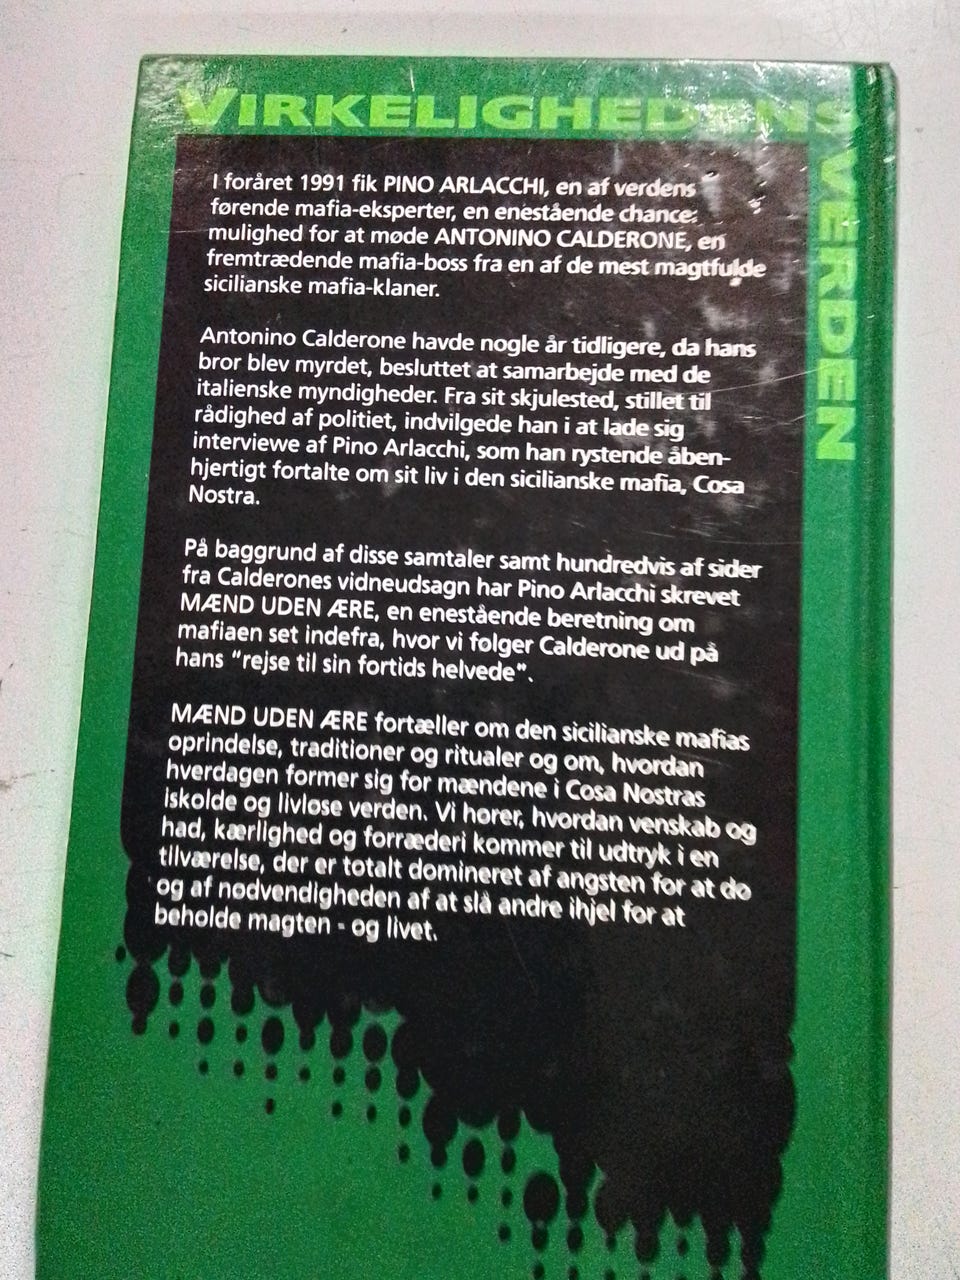 VIRKELIGHEDENS
VERDEN
I foråret 1991 fik PINO ARLACCHI, en af verdens
førende mafia-eksperter, en enestående chance:
mulighed for at møde ANTONINO CALDERONE, en
fremtrædende mafia-boss fra en af de mest magtfulde
sicilianske mafia-klaner.
Antonino Calderone havde nogle år tidligere, da hans
bror blev myrdet, besluttet at samarbejde med de
italienske myndigheder. Fra sit skjulested, stillet til
rådighed af politiet, indvilgede han i at lade sig
interviewe af Pino Arlacchi, som han rystende åben-
hjertigt fortalte om sit liv i den sicilianske mafia, Cosa
Nostra.
På baggrund af disse samtaler samt hundredvis af sider
fra Calderones vidneudsagn har Pino Arlacchi skrevet
MÆND UDEN ÆRE, en enestående beretning om
mafiaen set indefra, hvor vi følger Calderone ud på
hans "rejse til sin fortids helvede".
MÆND UDEN ÆRE fortæller om den sicilianske mafias
oprindelse, traditioner og ritualer og om, hvordan
hverdagen former sig for mændene i Cosa Nostras
iskolde og livløse verden. Vi hører, hvordan venskab og
had, kærlighed og forræderi kommer til udtryk i en
tilværelse, der er totalt domineret af angsten for at dø
og af nødvendigheden af at slå andre ihjel for at
beholde magten - og livet.